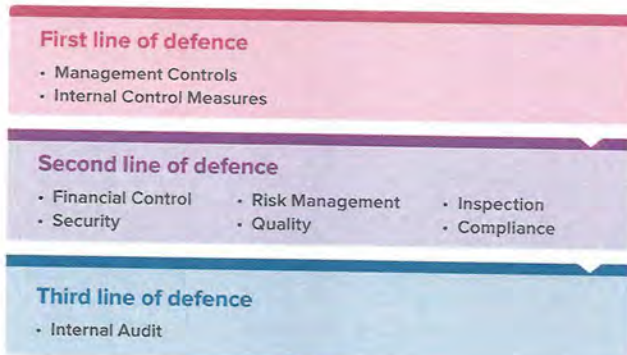 First line of defence
• Management Controls
• Internal Control Measures
Second line of defence
• Financial Control • Risk Management • Inspection
• Security • Quality • Compliance
Third line of defence
• Internal Audit